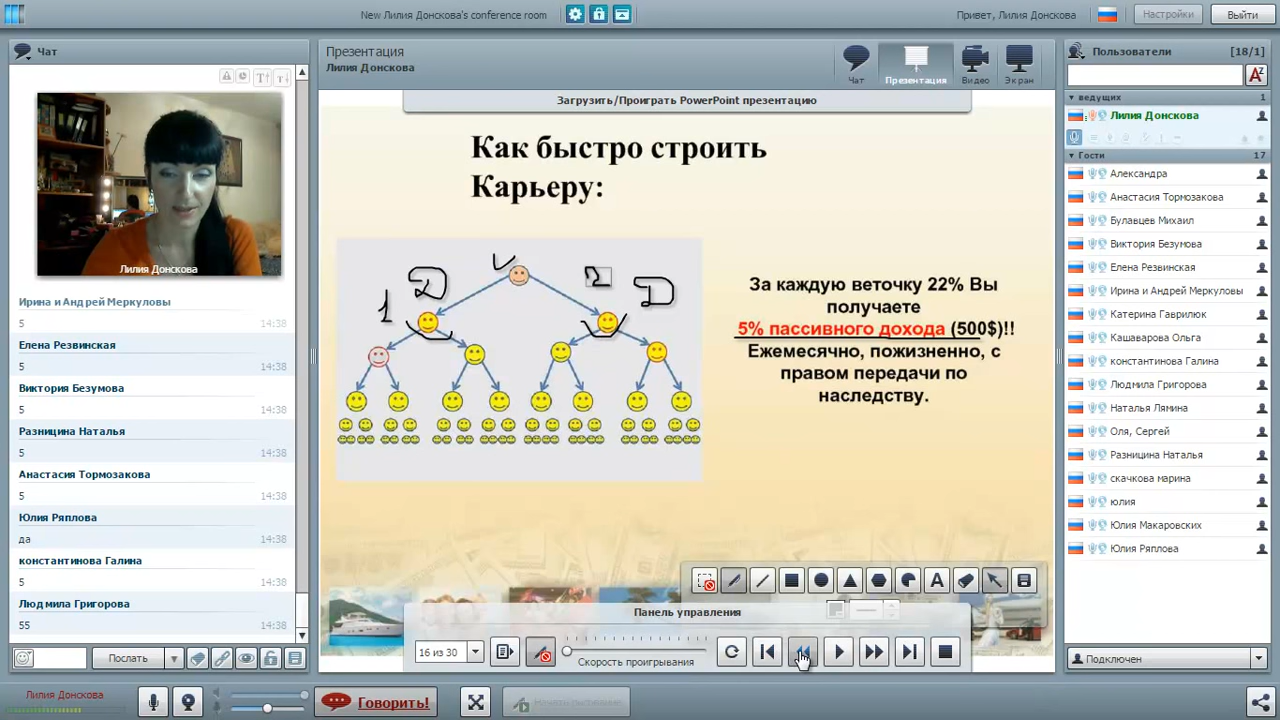 New Лилия Донскова's conference room
Привет, Лилия Донскова
Настройки
Выйти
Чат
Лилия Донскова
Ирина и Андрей Меркуловы
5 14:38
Елена Резвинская
5 14:38
Виктория Безумова
5 14:38
Разницина Наталья
5 14:38
Анастасия Тормозакова
5 14:38
Юлия Ряплова
да 14:38
константинова Галина
5 14:38
Людмила Григорова
55 14:38
Послать
Презентация
Лилия Донскова
Чат
Презентация
Видео
Экран
Загрузить/Проиграть PowerPoint презентацию
Как быстро строить
Карьеру:
1 D V 2 D
За каждую веточку 22% Вы
получаете
5% пассивного дохода (500$)!!
Ежемесячно, пожизненно, с
правом передачи по
наследству.
A
Панель управления
16 из 30
Скорость проигрывания
Пользователи [18/1]
AZ
ведущих 1
Лилия Донскова
Гости 17
Александра
Анастасия Тормозакова
Булавцев Михаил
Виктория Безумова
Елена Резвинская
Ирина и Андрей Меркуловы
Катерина Гаврилюк
Кашаварова Ольга
константинова Галина
Людмила Григорова
Наталья Лямина
Оля, Сергей
Разницина Наталья
скачкова марина
юлия
Юлия Макаровских
Юлия Ряплова
Подключен
Лилия Донскова
Говорить!